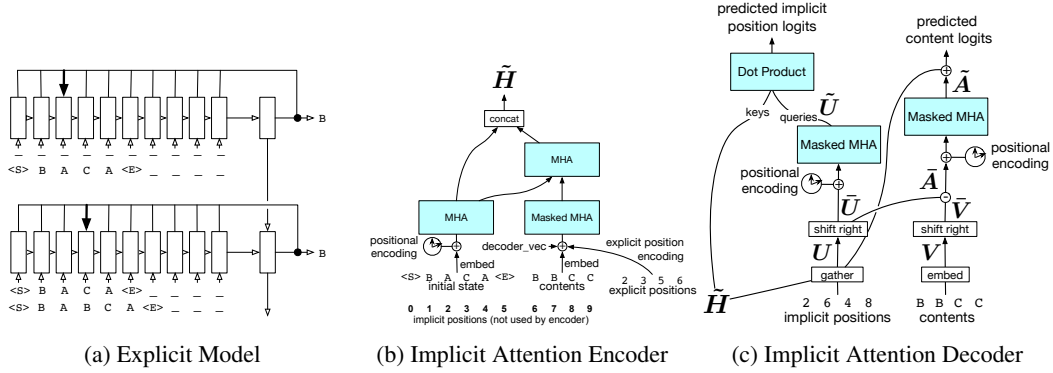 B
_ _ _ _ _ _ _ _ _
<S> B A C A <E>
B
_ _ _
<S> B A C A <E> _ _ _
<S> B A B C A <E>
(a) Explicit Model
H̃
concat
MHA
MHA
Masked MHA
positional
encoding
decoder_vec
explicit position
encoding
embed
embed
<S> B A C A <E>
B B C C
2 3 5 6
initial state
contents
explicit positions
0 1 2 3 4 5 6 7 8 9
implicit positions (not used by encoder)
(b) Implicit Attention Encoder
predicted implicit
position logits
Dot Product
keys
queries
Ũ
Masked MHA
positional
encoding
Ū
shift right
U
gather
H̃
2 6 4 8
implicit positions
predicted
content logits
Ã
Masked MHA
positional
encoding
Ā
V̄
shift right
V
embed
B B C C
contents
(c) Implicit Attention Decoder